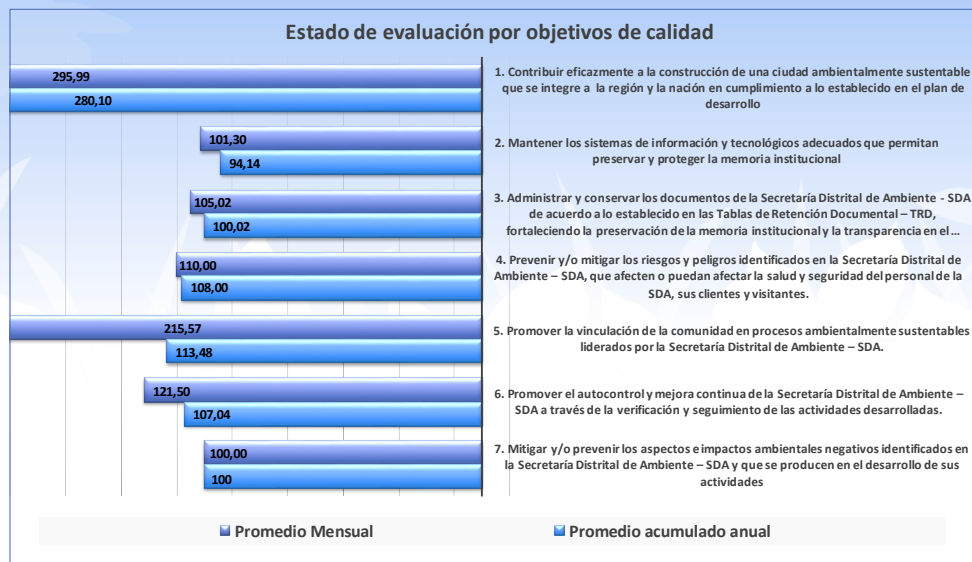 Estado de evaluación por objetivos de calidad
295,99
280,10
1. Contribuir eficazmente a la construcción de una ciudad ambientalmente sustentable
que se integre a la región y la nación en cumplimiento a lo establecido en el plan de
desarrollo
101,30
94,14
2. Mantener los sistemas de información y tecnológicos adecuados que permitan
preservar y proteger la memoria institucional
105,02
100,02
3. Administrar y conservar los documentos de la Secretaría Distrital de Ambiente - SDA
de acuerdo a lo establecido en las Tablas de Retención Documental – TRD,
fortaleciendo la preservación de la memoria institucional y la transparencia en el ...
110,00
108,00
4. Prevenir y/o mitigar los riesgos y peligros identificados en la Secretaría Distrital de
Ambiente – SDA, que afecten o puedan afectar la salud y seguridad del personal de la
SDA, sus clientes y visitantes.
215,57
113,48
5. Promover la vinculación de la comunidad en procesos ambientalmente sustentables
liderados por la Secretaría Distrital de Ambiente – SDA.
121,50
107,04
6. Promover el autocontrol y mejora continua de la Secretaría Distrital de Ambiente –
SDA a través de la verificación y seguimiento de las actividades desarrolladas.
100,00
100
7. Mitigar y/o prevenir los aspectos e impactos ambientales negativos identificados en
la Secretaría Distrital de Ambiente – SDA y que se producen en el desarrollo de sus
actividades
Promedio Mensual
Promedio acumulado anual